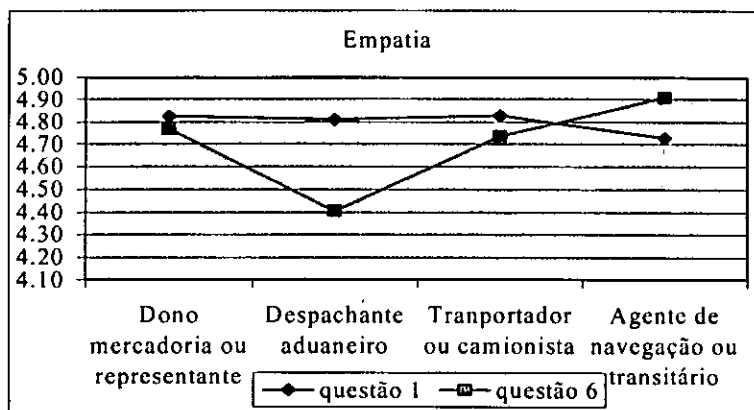 Empatia
5.00
4.90
4.80
4.70
4.60
4.50
4.40
4.30
4.20
4.10
Dono mercadoria ou representante
Despachante aduaneiro
Tranportador ou camionista
Agente de navegação ou transitário
questão 1
questão 6